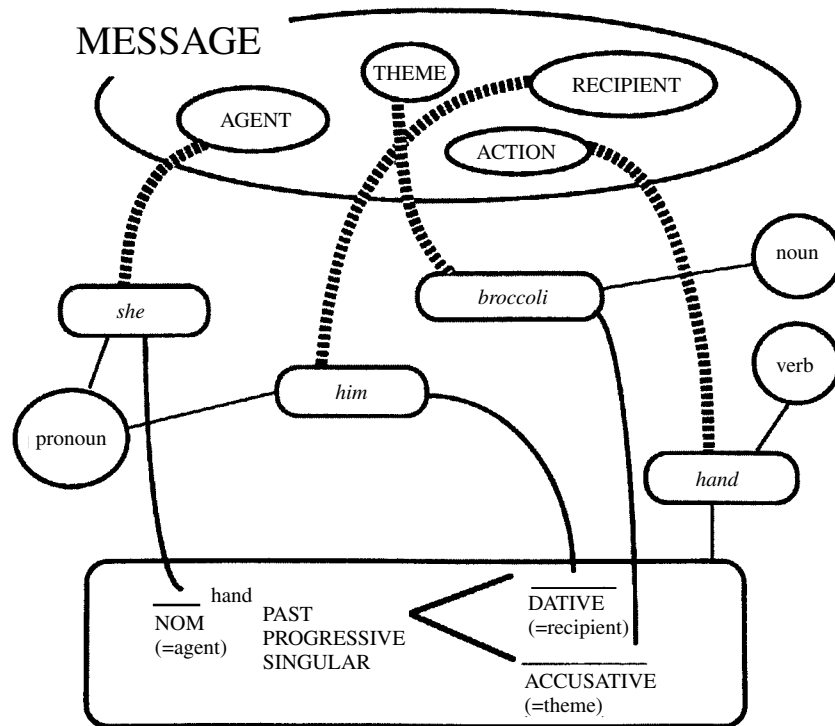 MESSAGE
THEME
RECIPIENT
AGENT
ACTION
noun
broccoli
she
verb
him
pronoun
hand
hand
NOM
(=agent)
PAST
PROGRESSIVE
SINGULAR
DATIVE
(=recipient)
ACCUSATIVE
(=theme)